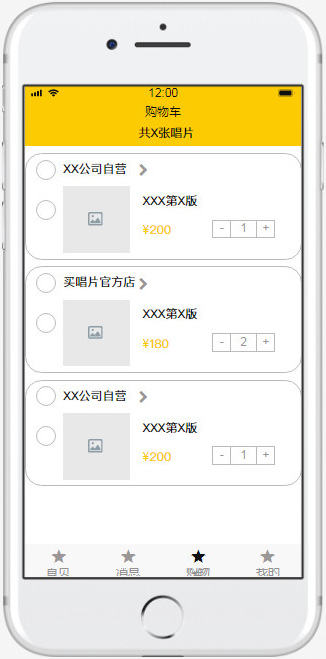 12:00
购物车
共X张唱片
XX公司自营
XXX第X版
¥200
- 1 +
买唱片官方店
XXX第X版
¥180
- 2 +
XX公司自营
XXX第X版
¥200
- 1 +
消息 购物 我的